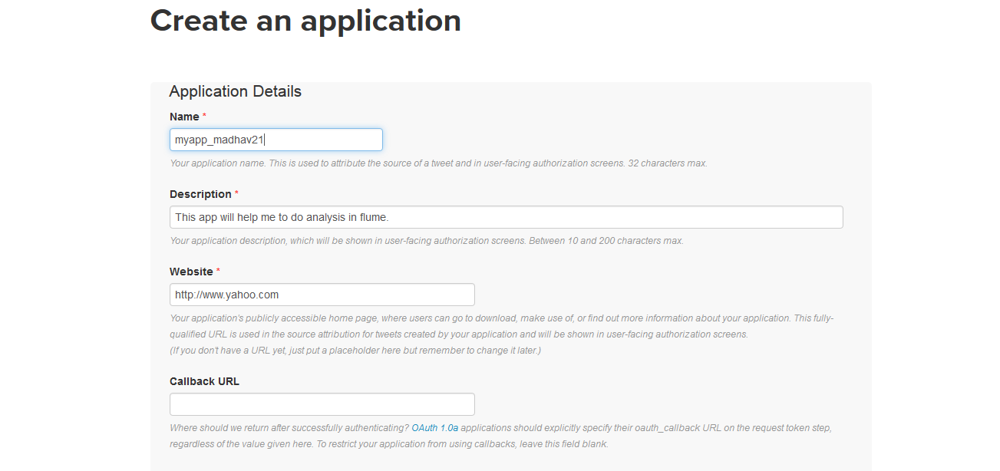 Create an application
Application Details
Name *
myapp_madhav21
Your application name. This is used to attribute the source of a tweet and in user-facing authorization screens. 32 characters max.
Description *
This app will help me to do analysis in flume.
Your application description, which will be shown in user-facing authorization screens. Between 10 and 200 characters max.
Website *
http://www.yahoo.com
Your application's publicly accessible home page, where users can go to download, make use of, or find out more information about your application. This fully-
qualified URL is used in the source attribution for tweets created by your application and will be shown in user-facing authorization screens.
(If you don't have a URL yet, just put a placeholder here but remember to change it later.)
Callback URL
Where should we return after successfully authenticating? OAuth 1.0a applications should explicitly specify their oauth_callback URL on the request token step,
regardless of the value given here. To restrict your application from using callbacks, leave this field blank.